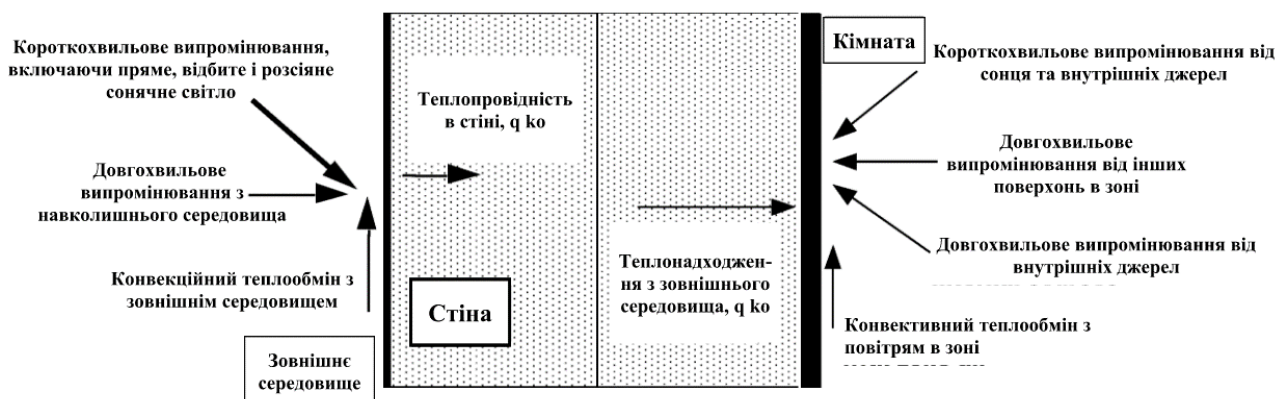 Короткохвильове випромінювання,
включаючи пряме, відбите і розсіяне
сонячне світло
Довгохвильове
випромінювання з
навколишнього середовища
Конвекційний теплообмін з
зовнішнім середовищем
Зовнішнє
середовище
Теплопровідність
в стіні, q ko
Стіна
Теплонадходжен-
ня з зовнішнього
середовища, q ko
Кімната
Короткохвильове випромінювання від
сонця та внутрішніх джерел
Довгохвильове
випромінювання від інших
поверхонь в зоні
Довгохвильове випромінювання від
внутрішніх джерел
Конвективний теплообмін з
повітрям в зоні